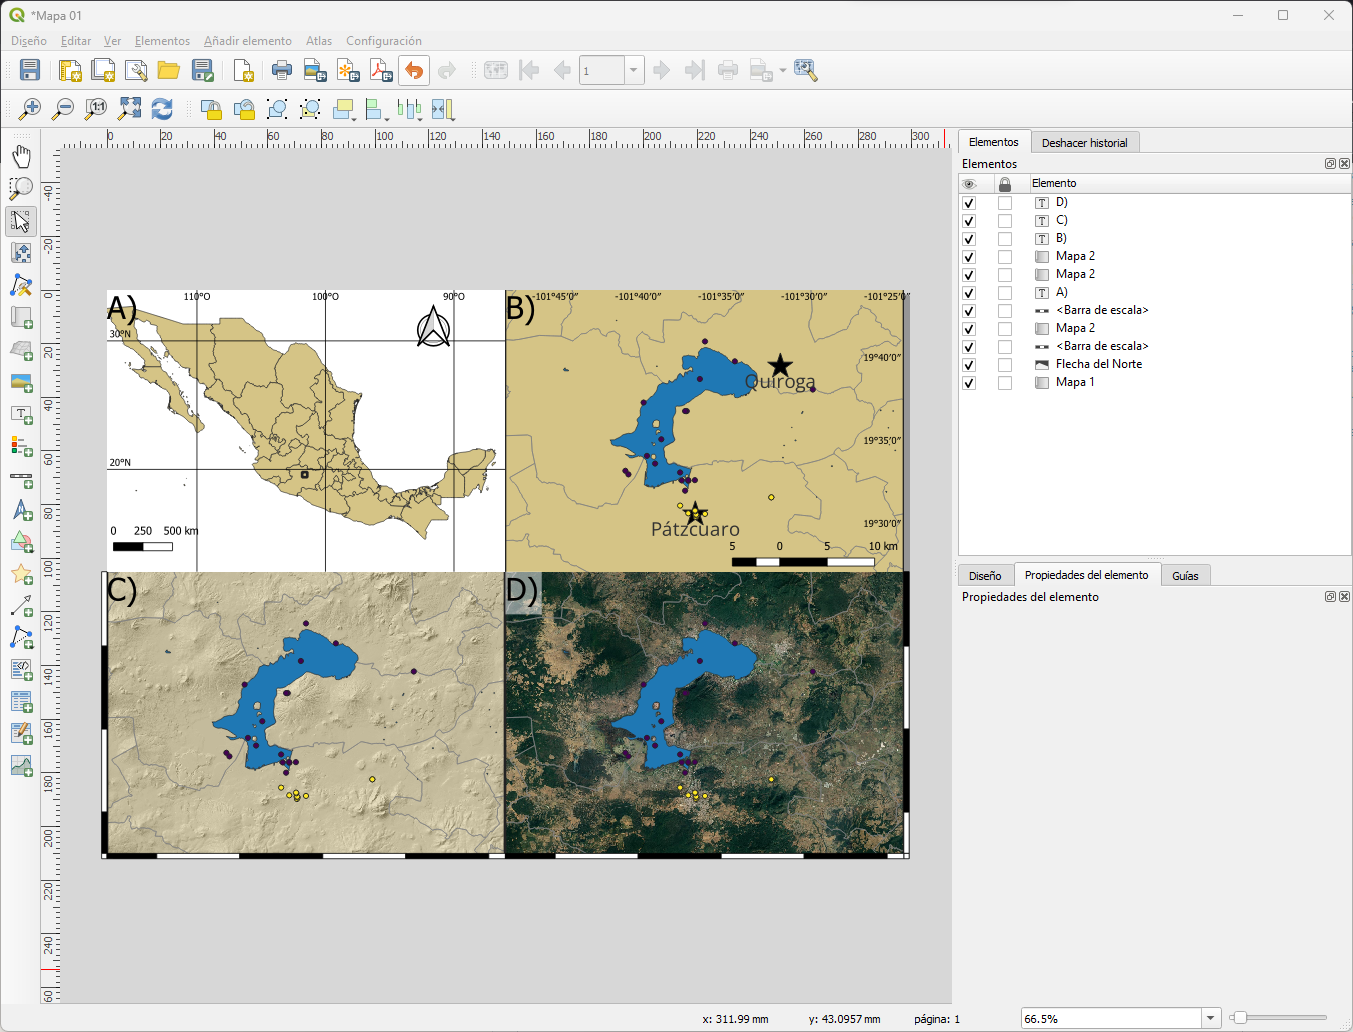 *Mapa 01
Diseño Editar Ver Elementos Añadir elemento Atlas Configuración
1
1:1
0 20 40 60 80 100 120 140 160 180 200 220 240 260 280 300
-40
-20
0
20
40
60
80
100
120
140
160
180
200
220
240
60
A)
110°O 100°O 90°O
30°N
20°N
0 250 500 km
B)
-101°45'0" -101°40'0" -101°35'0" -101°30'0" -101°25'0"
19°40'0"
Quiroga
19°35'0"
19°30'0"
Pátzcuaro
5 0 5 10 km
C)
D)
Elementos Deshacer historial
Elementos
Elemento
D)
C)
B)
Mapa 2
Mapa 2
A)
<Barra de escala>
Mapa 2
<Barra de escala>
Flecha del Norte
Mapa 1
Diseño Propiedades del elemento Guías
Propiedades del elemento
x: 311.99 mm y: 43.0957 mm página: 1 66.5%